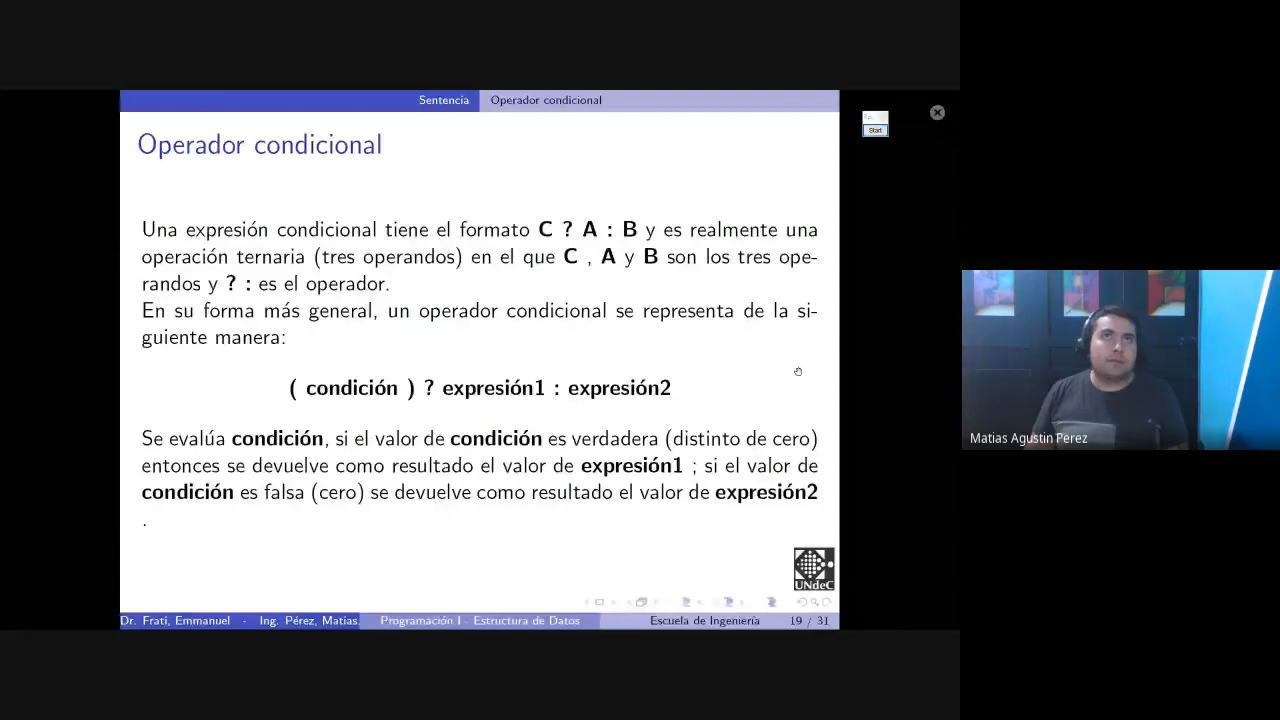 Sentencia Operador condicional
Operador condicional
Una expresión condicional tiene el formato C ? A : B y es realmente una
operación ternaria (tres operandos) en el que C , A y B son los tres ope-
randos y ? : es el operador.
En su forma más general, un operador condicional se representa de la si-
guiente manera:
( condición ) ? expresión1 : expresión2
Se evalúa condición, si el valor de condición es verdadera (distinto de cero)
entonces se devuelve como resultado el valor de expresión1 ; si el valor de
condición es falsa (cero) se devuelve como resultado el valor de expresión2
.
UNdeC
Dr. Frati, Emmanuel - Ing. Pérez, Matias. Programación I - Estructura de Datos Escuela de Ingeniería 19 / 31
Start
Matias Agustin Perez